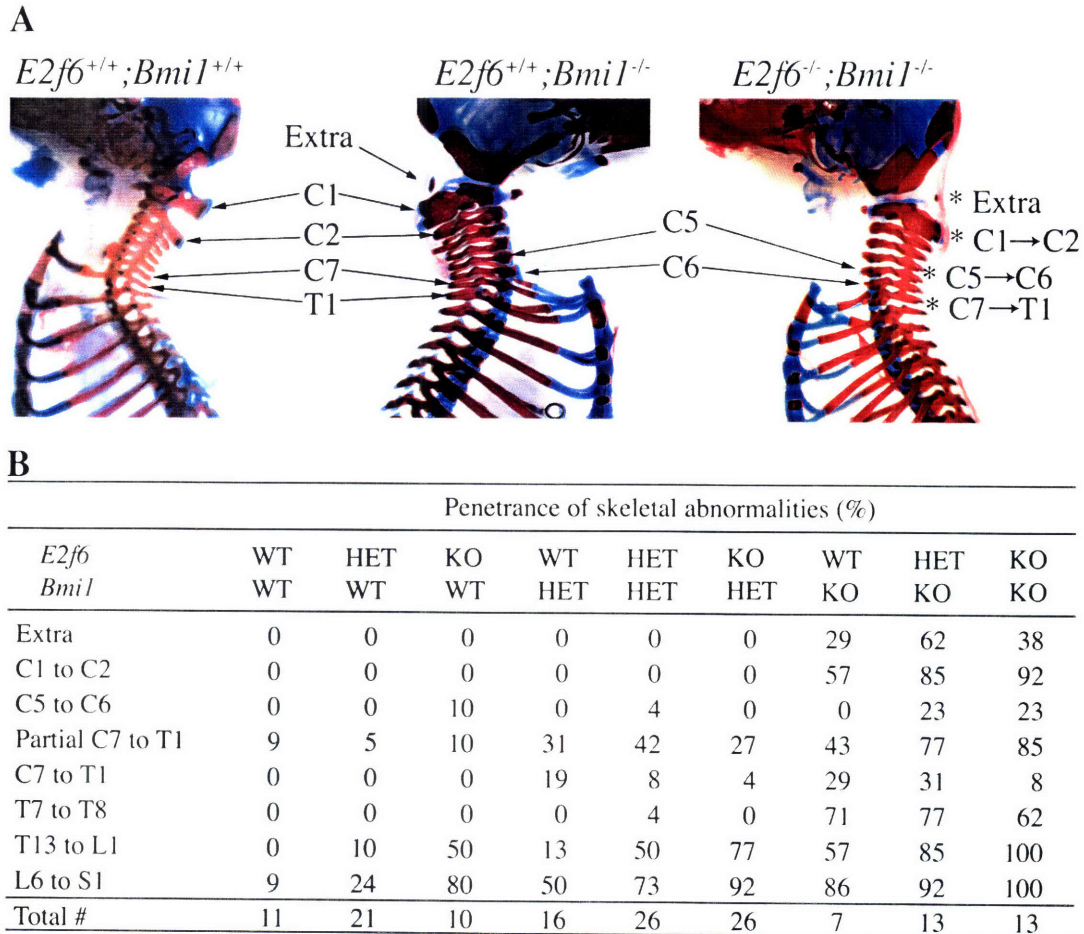 A
E2f6+/+;Bmi1+/+ E2f6+/+;Bmi1-/- E2f6-/-;Bmi1-/-
Extra
C1
C2
C7
T1
C5
C6
* Extra
* C1→C2
* C5→C6
* C7→T1
B
Penetrance of skeletal abnormalities (%)
E2f6 WT HET KO WT HET KO WT HET KO
Bmi1 WT WT WT HET HET HET KO KO KO
Extra 0 0 0 0 0 0 29 62 38
C1 to C2 0 0 0 0 0 0 57 85 92
C5 to C6 0 0 10 0 4 0 0 23 23
Partial C7 to T1 9 5 10 31 42 27 43 77 85
C7 to T1 0 0 0 19 8 4 29 31 8
T7 to T8 0 0 0 0 4 0 71 77 62
T13 to L1 0 10 50 13 50 77 57 85 100
L6 to S1 9 24 80 50 73 92 86 92 100
Total # 11 21 10 16 26 26 7 13 13